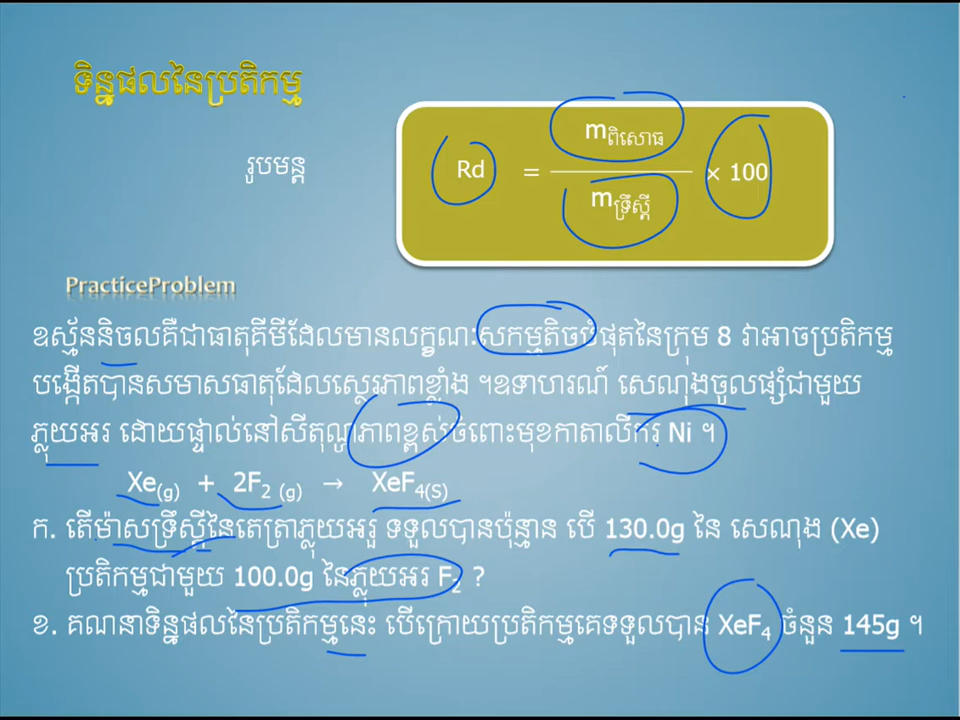 ទិន្នផលនៃប្រតិកម្ម
រូបមន្ត
Rd = mពិសោធ / mទ្រឹស្តី × 100
PracticeProblem
ឧស្ម័ននិចលគឺជាធាតុគីមីដែលមានលក្ខណៈសកម្មតិចបំផុតនៃក្រុម 8 វាអាចប្រតិកម្ម
បង្កើតបានសមាសធាតុដែលស្ថេរភាពខ្លាំង ។ឧទាហរណ៍ សេណុងចូលផ្សំជាមួយ
ភ្លុយអរ ដោយផ្ទាល់នៅសីតុណ្ហភាពខ្ពស់ចំពោះមុខកាតាលីករ Ni ។
Xe(g) + 2F2 (g) → XeF4(S)
ក. តើម៉ាសទ្រឹស្តីនៃតេត្រាភ្លុយអរួ ទទួលបានប៉ុន្មាន បើ 130.0g នៃ សេណុង (Xe)
ប្រតិកម្មជាមួយ 100.0g នៃភ្លុយអរ F2 ?
ខ. គណនាទិន្នផលនៃប្រតិកម្មនេះ បើក្រោយប្រតិកម្មគេទទួលបាន XeF4 ចំនួន 145g ។